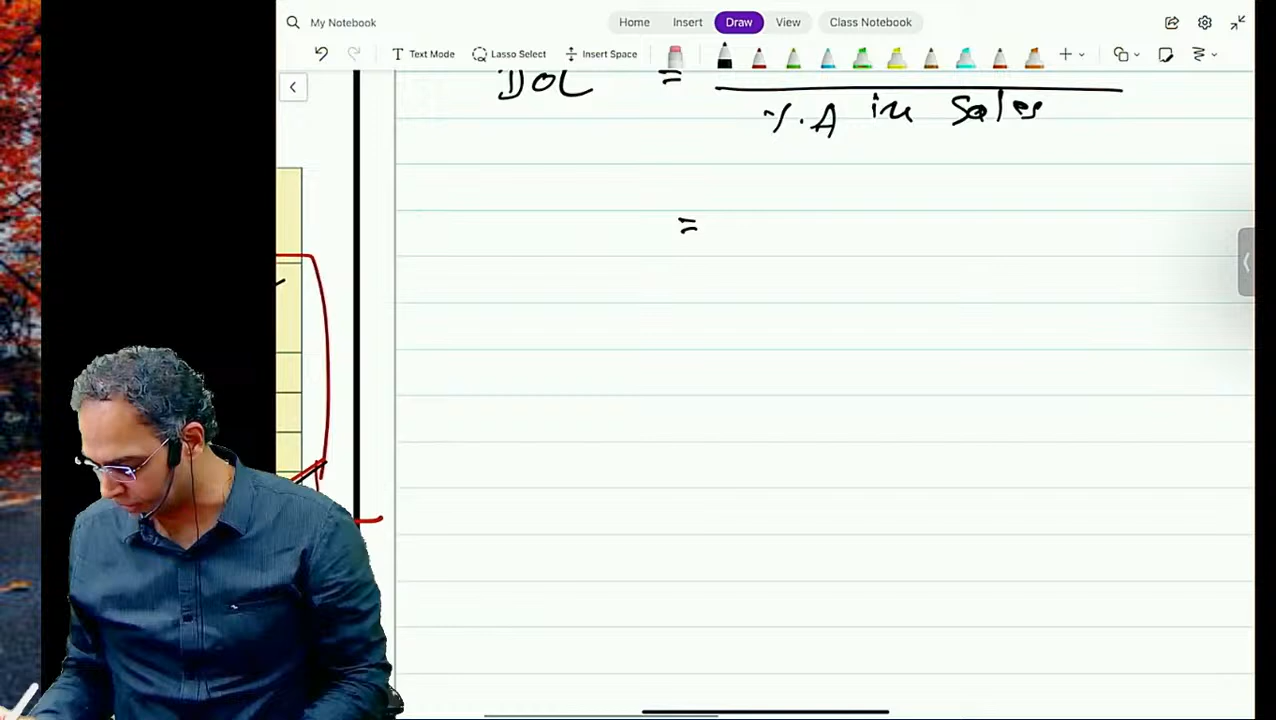 My Notebook
Home Insert Draw View Class Notebook
Text Mode Lasso Select Insert Space
DOL =
%.Δ in Sales
=